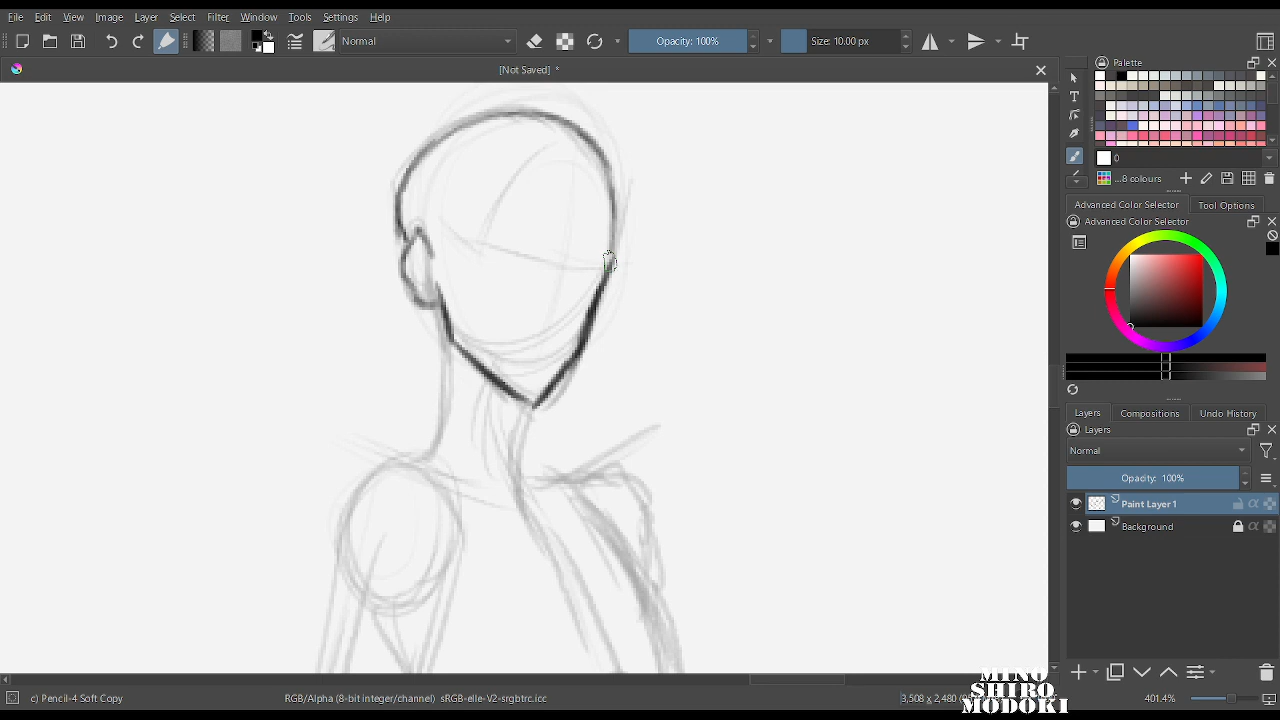 File Edit View Image Layer Select Filter Window Tools Settings Help
Normal Opacity: 100% Size: 10.00 px
[Not Saved] *
Palette
0
...8 colours
Advanced Color Selector Tool Options
Advanced Color Selector
Layers Compositions Undo History
Layers
Normal
Opacity: 100%
Paint Layer 1
Background
c) Pencil-4 Soft Copy RGB/Alpha (8-bit integer/channel) sRGB-elle-V2-srgbtrc.icc 3,508 x 2,480 401.4%
MINO
SHIRO
MODOKI